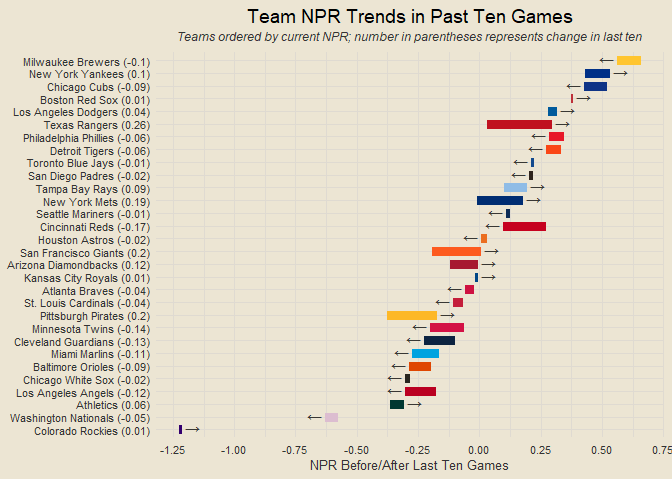 Team NPR Trends in Past Ten Games
Teams ordered by current NPR; number in parentheses represents change in last ten
Milwaukee Brewers (-0.1)
New York Yankees (0.1)
Chicago Cubs (-0.09)
Boston Red Sox (0.01)
Los Angeles Dodgers (0.04)
Texas Rangers (0.26)
Philadelphia Phillies (-0.06)
Detroit Tigers (-0.06)
Toronto Blue Jays (-0.01)
San Diego Padres (-0.02)
Tampa Bay Rays (0.09)
New York Mets (0.19)
Seattle Mariners (-0.01)
Cincinnati Reds (-0.17)
Houston Astros (-0.02)
San Francisco Giants (0.2)
Arizona Diamondbacks (0.12)
Kansas City Royals (0.01)
Atlanta Braves (-0.04)
St. Louis Cardinals (-0.04)
Pittsburgh Pirates (0.2)
Minnesota Twins (-0.14)
Cleveland Guardians (-0.13)
Miami Marlins (-0.11)
Baltimore Orioles (-0.09)
Chicago White Sox (-0.02)
Los Angeles Angels (-0.12)
Athletics (0.06)
Washington Nationals (-0.05)
Colorado Rockies (0.01)
-1.25 -1.00 -0.75 -0.50 -0.25 0.00 0.25 0.50 0.75
NPR Before/After Last Ten Games